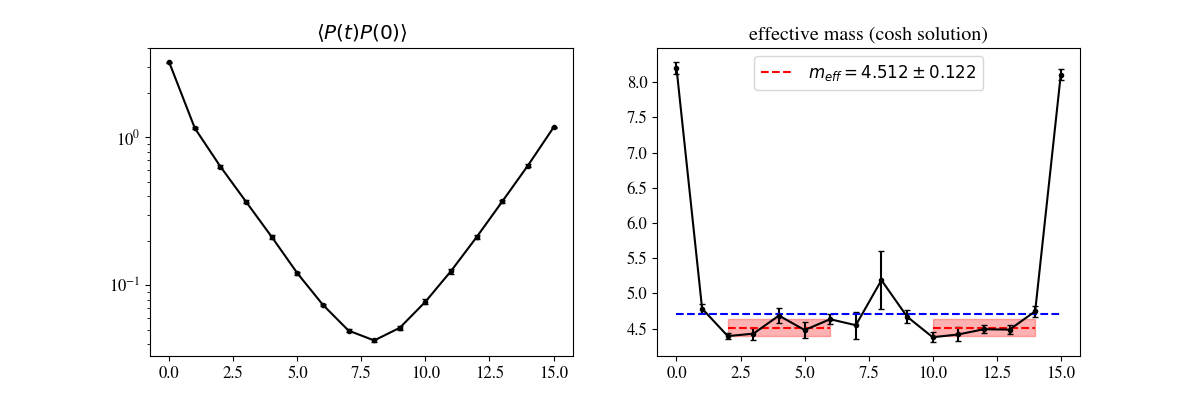 ⟨P(t)P(0)⟩
10⁰
10⁻¹
0.0 2.5 5.0 7.5 10.0 12.5 15.0
effective mass (cosh solution)
m_eff = 4.512 ± 0.122
8.0
7.5
7.0
6.5
6.0
5.5
5.0
4.5
0.0 2.5 5.0 7.5 10.0 12.5 15.0